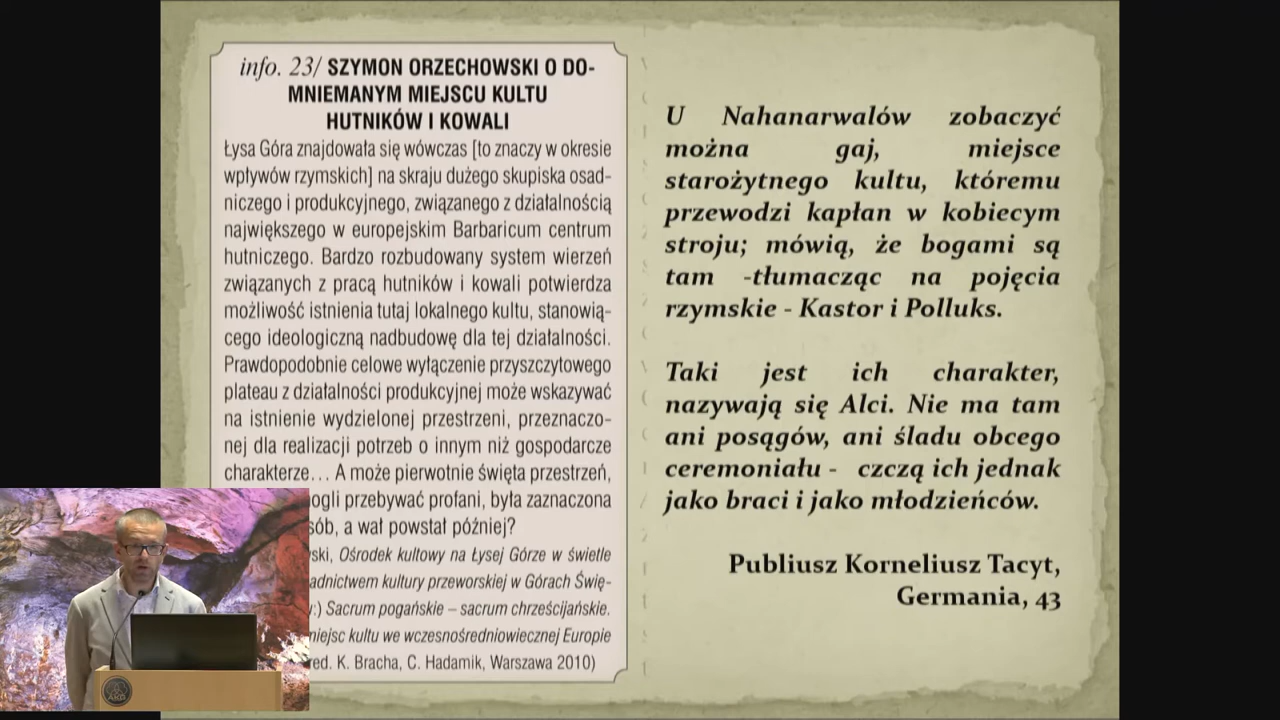 info. 23/ SZYMON ORZECHOWSKI O DO-
MNIEMANYM MIEJSCU KULTU
HUTNIKÓW I KOWALI
Łysa Góra znajdowała się wówczas [to znaczy w okresie
wpływów rzymskich] na skraju dużego skupiska osad-
niczego i produkcyjnego, związanego z działalnością
największego w europejskim Barbaricum centrum
hutniczego. Bardzo rozbudowany system wierzeń
związanych z pracą hutników i kowali potwierdza
możliwość istnienia tutaj lokalnego kultu, stanowią-
cego ideologiczną nadbudowę dla tej działalności.
Prawdopodobnie celowe wyłączenie przyszczytowego
plateau z działalności produkcyjnej może wskazywać
na istnienie wydzielonej przestrzeni, przeznaczo-
nej dla realizacji potrzeb o innym niż gospodarcze
charakterze... A może pierwotnie święta przestrzeń,
ogli przebywać profani, była zaznaczona
sób, a wał powstał później?
ski, Ośrodek kultowy na Łysej Górze w świetle
adnictwem kultury przeworskiej w Górach Świę-
:) Sacrum pogańskie – sacrum chrześcijańskie.
miejsc kultu we wczesnośredniowiecznej Europie
red. K. Bracha, C. Hadamik, Warszawa 2010)
U Nahanarwalów zobaczyć
można gaj, miejsce
starożytnego kultu, któremu
przewodzi kapłan w kobiecym
stroju; mówią, że bogami są
tam -tłumacząc na pojęcia
rzymskie - Kastor i Polluks.
Taki jest ich charakter,
nazywają się Alci. Nie ma tam
ani posągów, ani śladu obcego
ceremoniału - czczą ich jednak
jako braci i jako młodzieńców.
Publiusz Korneliusz Tacyt,
Germania, 43